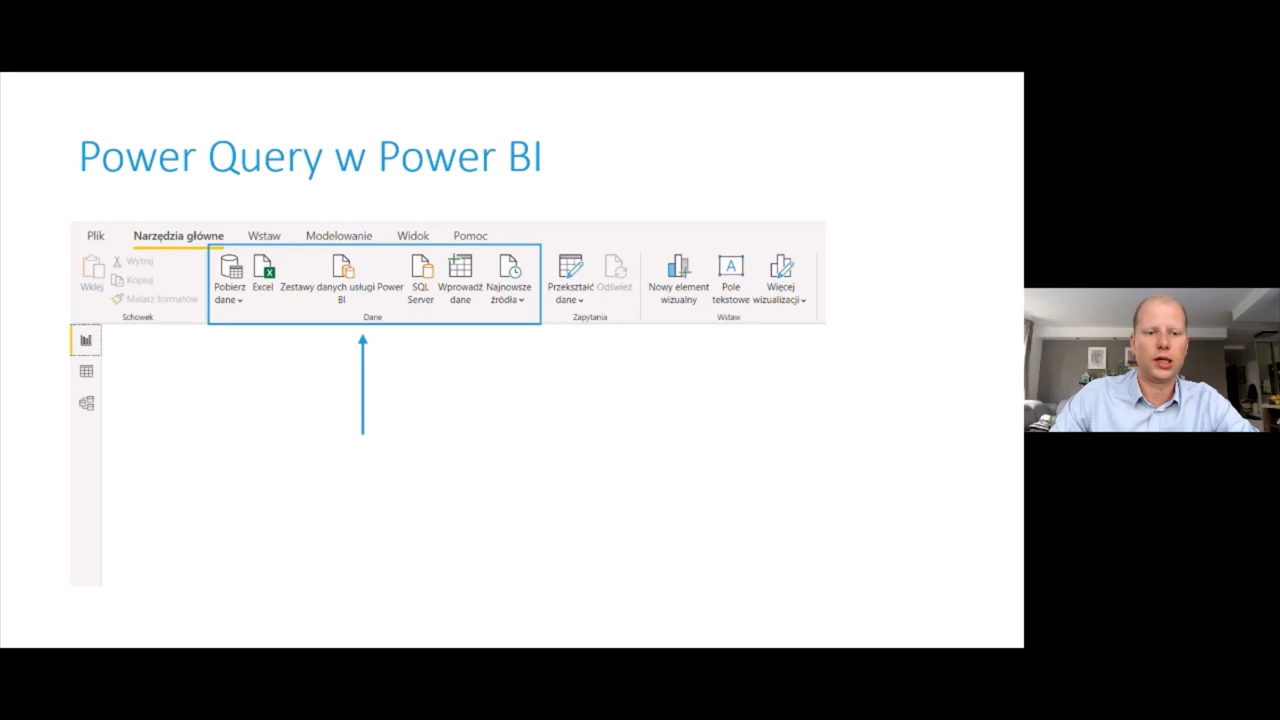 Power Query w Power BI
Plik Narzędzia główne Wstaw Modelowanie Widok Pomoc
Wklej
Wytnij
Kopiuj
Malarz formatów
Schowek
Pobierz
dane
Excel
Zestawy danych usługi Power
BI
SQL
Server
Wprowadź
dane
Najnowsze
źródła
Dane
Przekształć
dane
Odśwież
Zapytania
Nowy element
wizualny
Pole
tekstowe
Więcej
wizualizacji
Wstaw